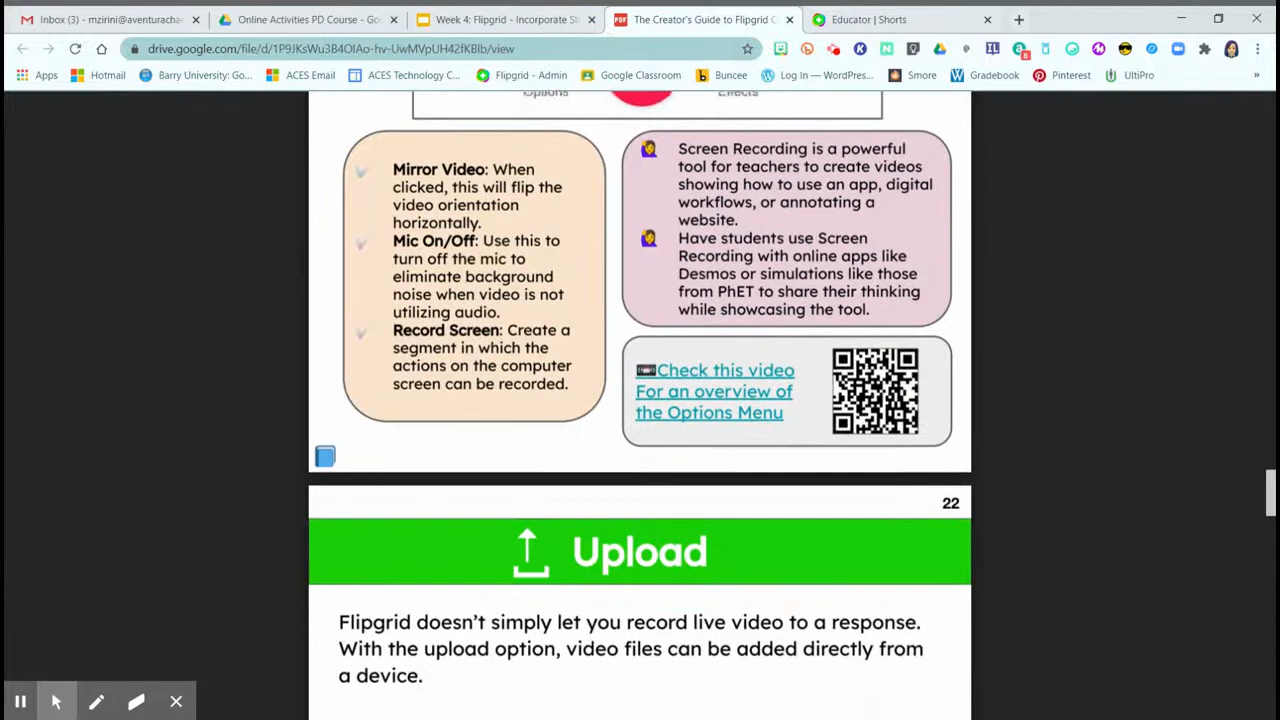 Inbox (3) - mzirini@aventuracha
Online Activities PD Course - Goo
Week 4: Flipgrid - Incorporate St
PDF The Creator's Guide to Flipgrid C
Educator | Shorts
drive.google.com/file/d/1P9JKsWu3B4OIAo-hv-UwMVpUH42fKBIb/view
Apps
Hotmail
Barry University: Go...
ACES Email
ACES Technology C...
Flipgrid - Admin
Google Classroom
Buncee
Log In — WordPres...
Smore
Gradebook
Pinterest
UltiPro
»
Options
Effects
Mirror Video: When
clicked, this will flip the
video orientation
horizontally.
Mic On/Off: Use this to
turn off the mic to
eliminate background
noise when video is not
utilizing audio.
Record Screen: Create a
segment in which the
actions on the computer
screen can be recorded.
Screen Recording is a powerful
tool for teachers to create videos
showing how to use an app, digital
workflows, or annotating a
website.
Have students use Screen
Recording with online apps like
Desmos or simulations like those
from PhET to share their thinking
while showcasing the tool.
Check this video
For an overview of
the Options Menu
22
Upload
Flipgrid doesn't simply let you record live video to a response.
With the upload option, video files can be added directly from
a device.